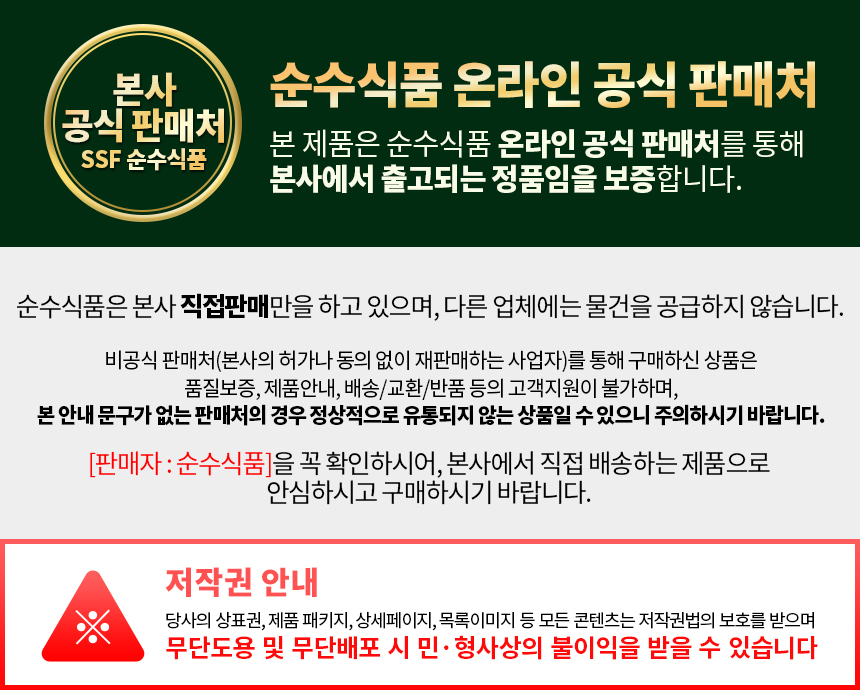 본사
공식 판매처
SSF 순수식품
순수식품 온라인 공식 판매처
본 제품은 순수식품 온라인 공식 판매처를 통해
본사에서 출고되는 정품임을 보증합니다.
순수식품은 본사 직접판매만을 하고 있으며, 다른 업체에는 물건을 공급하지 않습니다.
비공식 판매처(본사의 허가나 동의 없이 재판매하는 사업자)를 통해 구매하신 상품은
품질보증, 제품안내, 배송/교환/반품 등의 고객지원이 불가하며,
본 안내 문구가 없는 판매처의 경우 정상적으로 유통되지 않는 상품일 수 있으니 주의하시기 바랍니다.
[판매자 : 순수식품]을 꼭 확인하시어, 본사에서 직접 배송하는 제품으로
안심하시고 구매하시기 바랍니다.
※
저작권 안내
당사의 상표권, 제품 패키지, 상세페이지, 목록이미지 등 모든 콘텐츠는 저작권법의 보호를 받으며
무단도용 및 무단배포 시 민·형사상의 불이익을 받을 수 있습니다